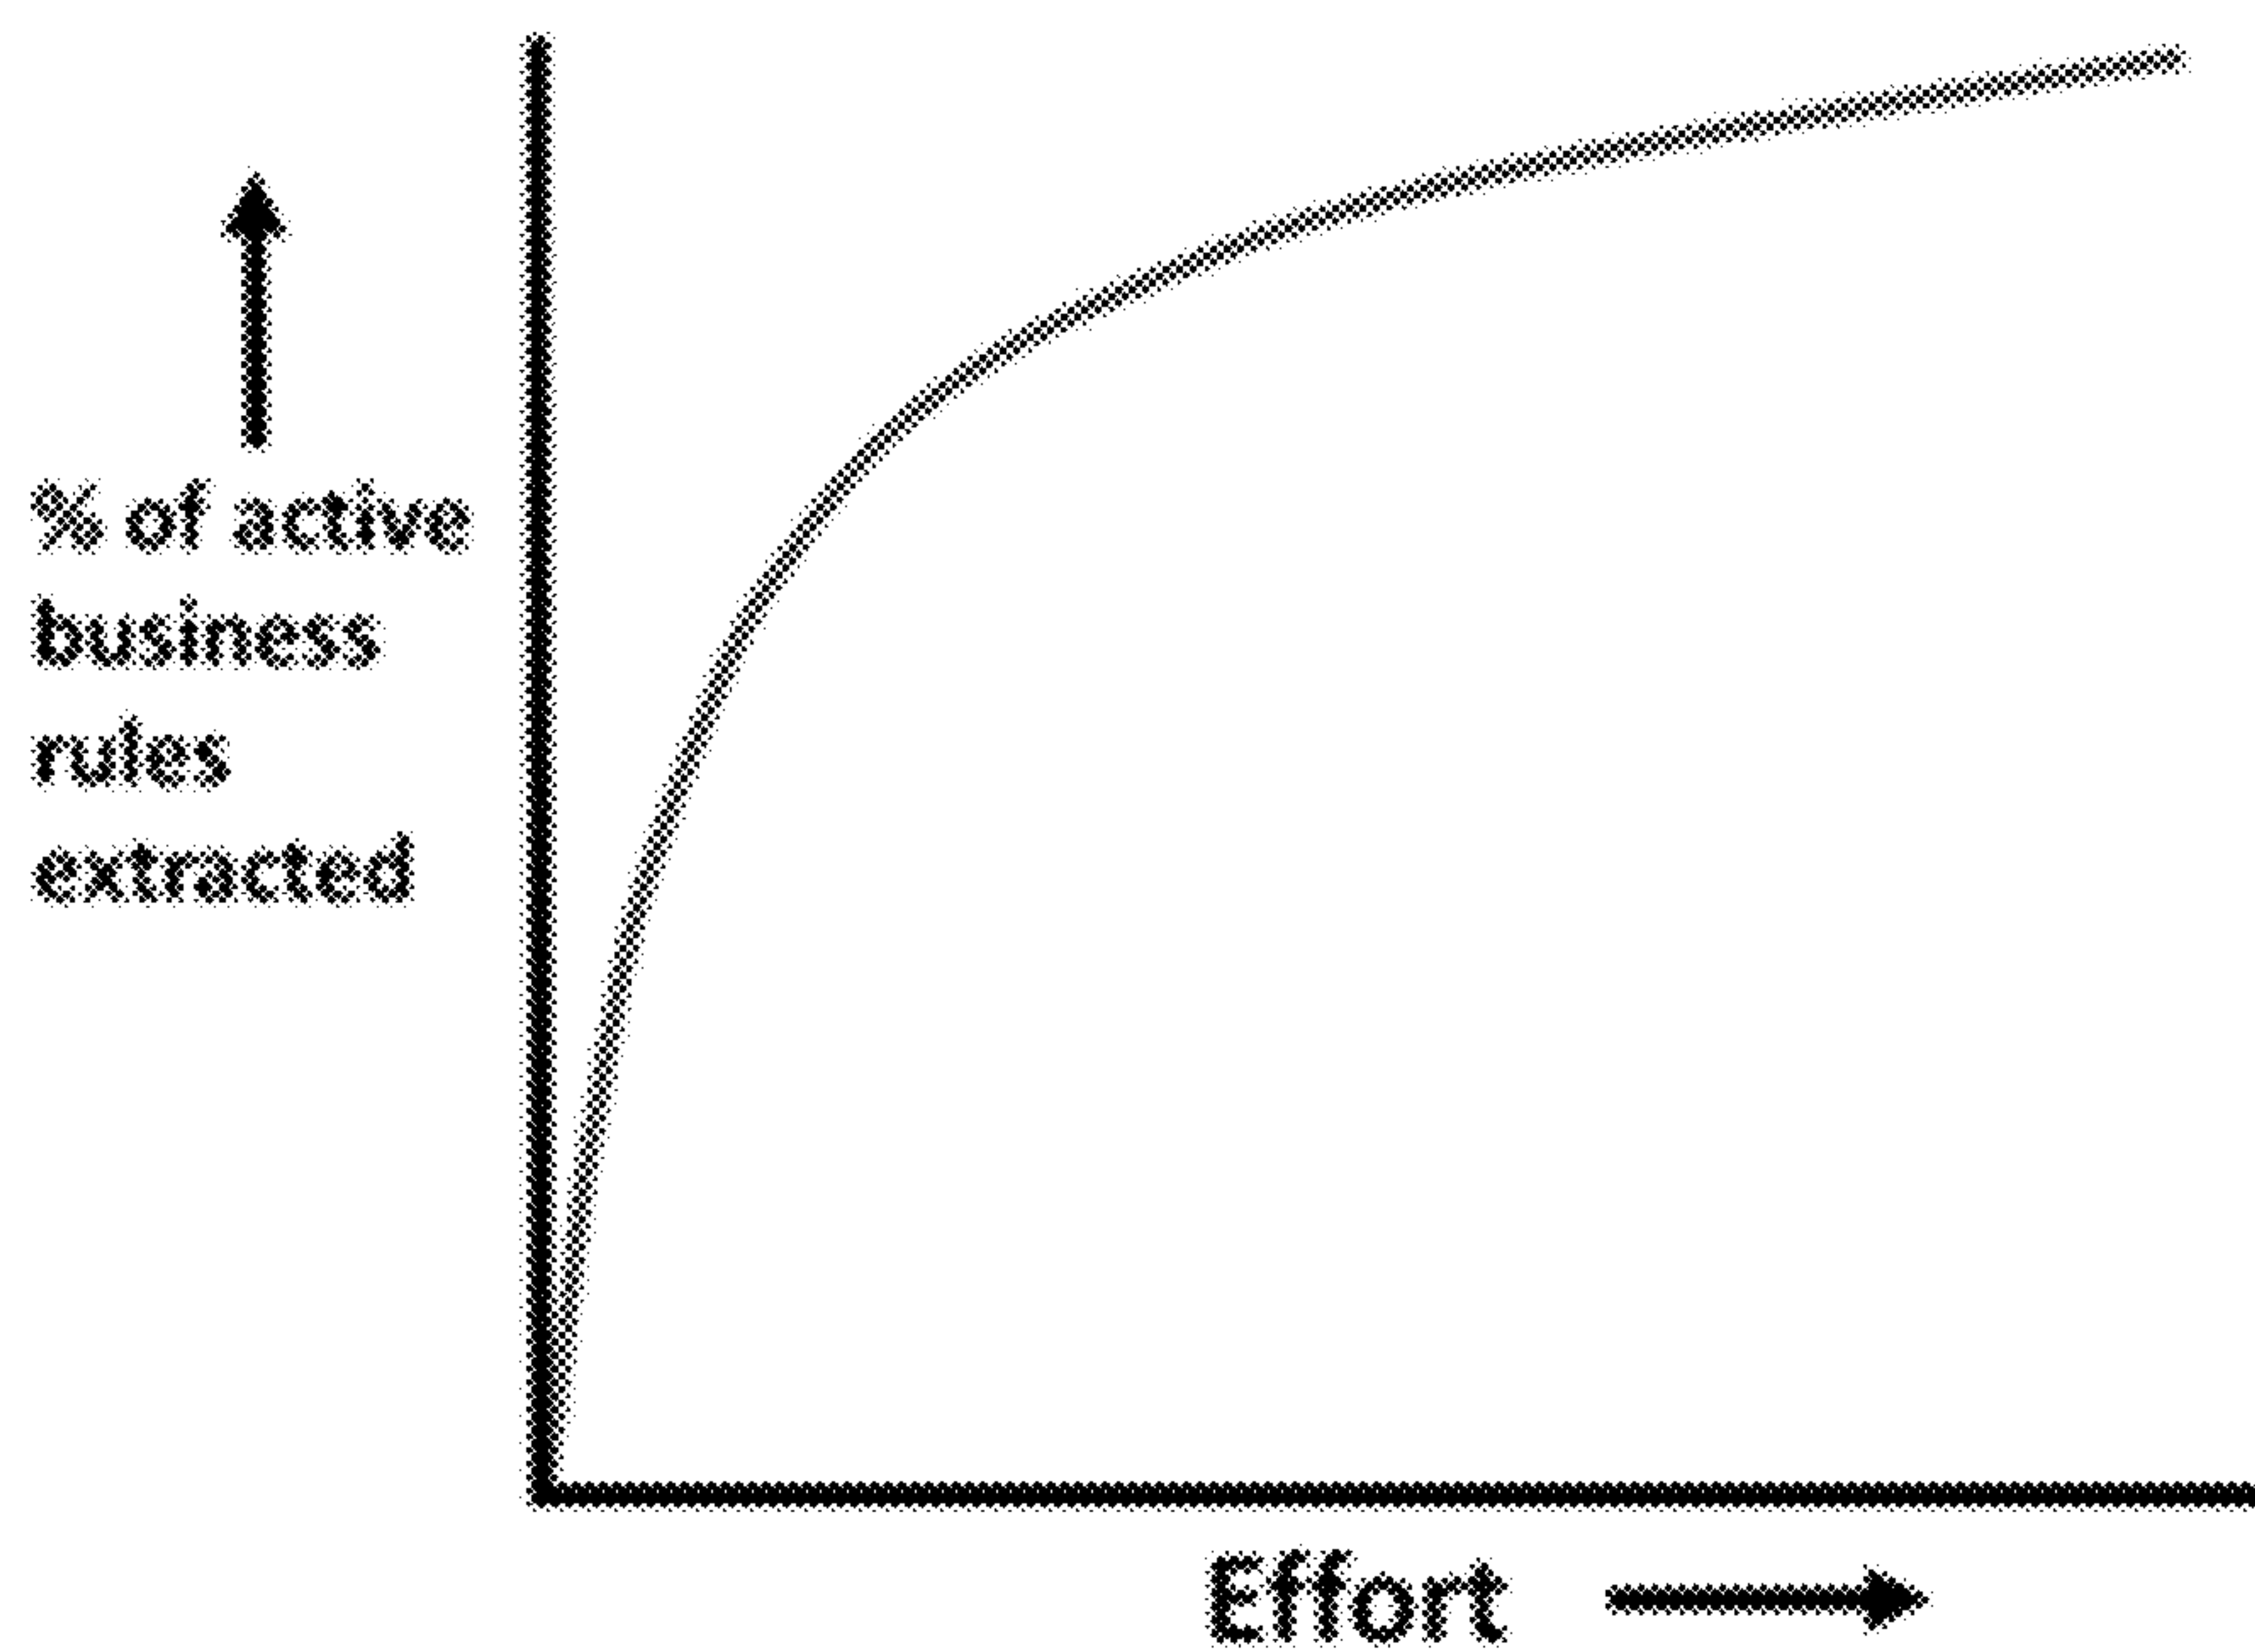 % of active
business
rules
extracted
Effort